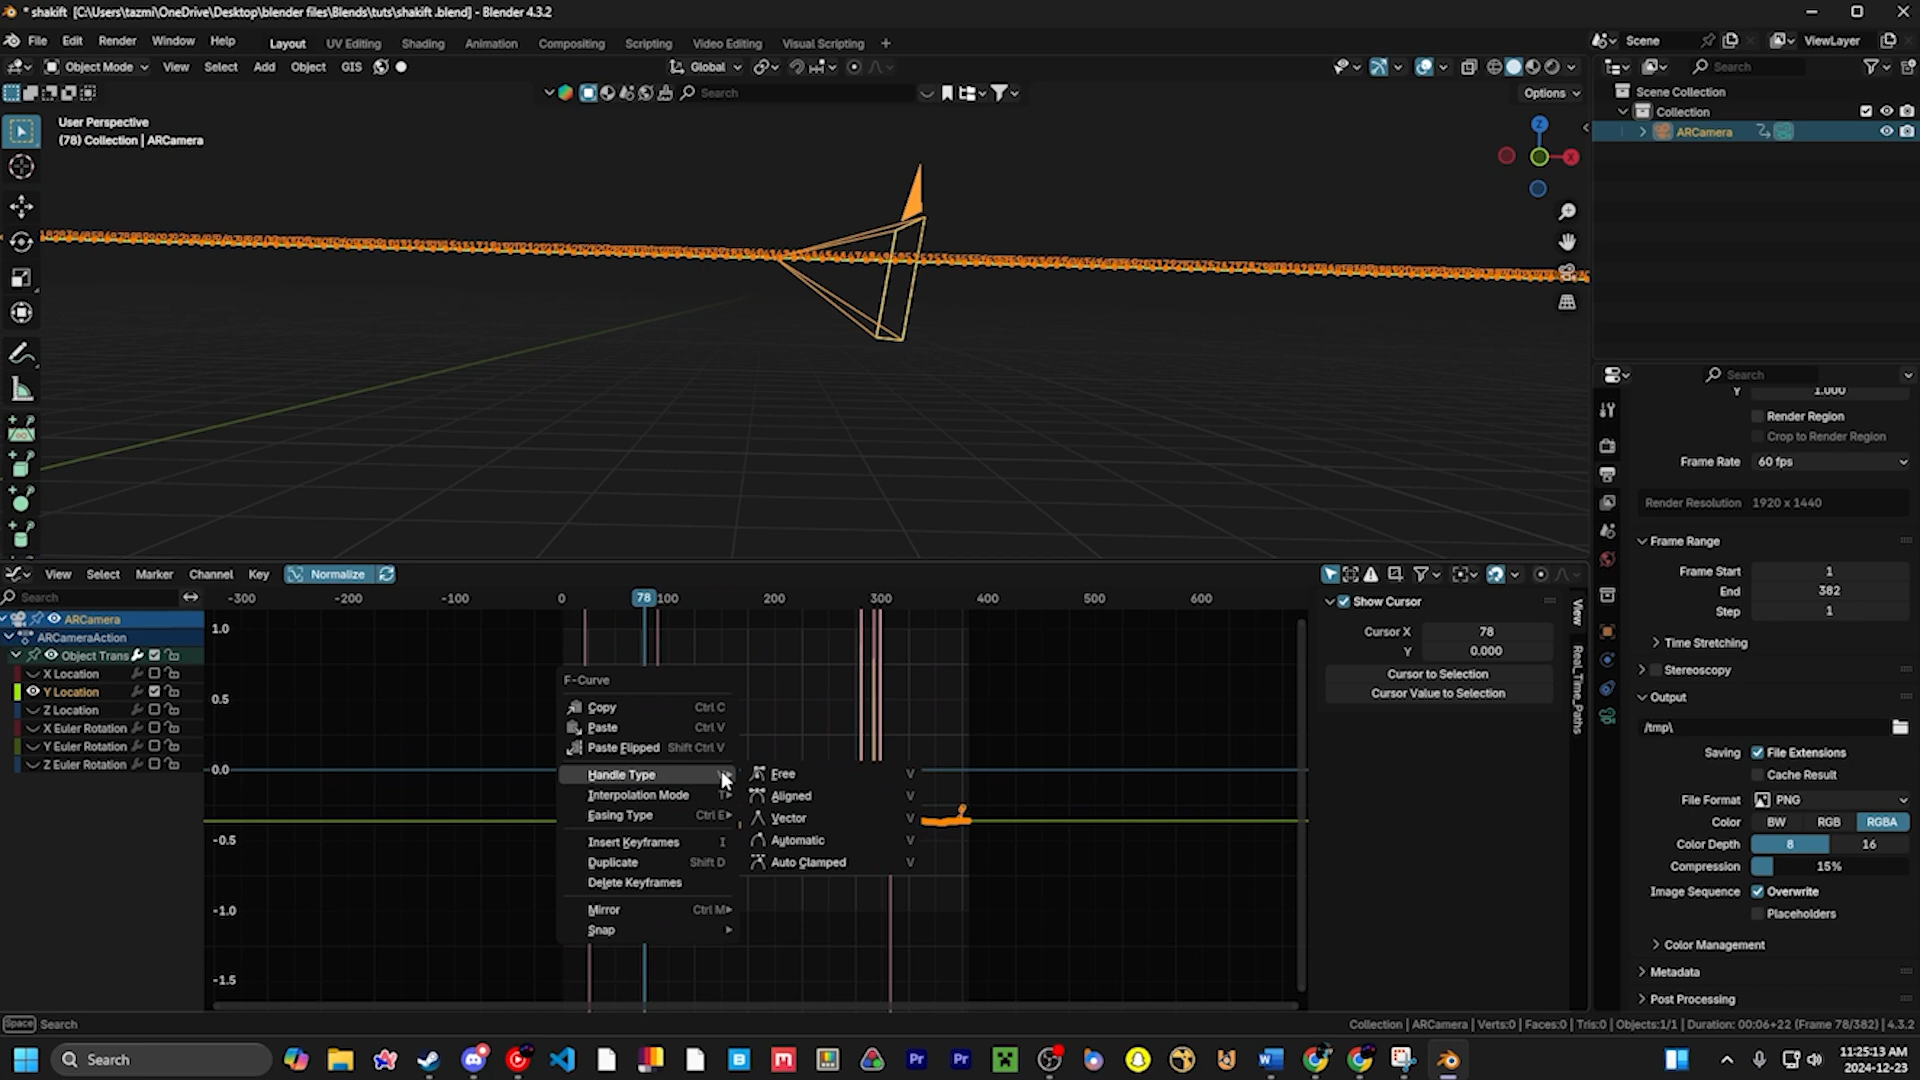 * shakift [C:\Users\tazmi\OneDrive\Desktop\blender files\Blends\tuts\shakift .blend] - Blender 4.3.2
File Edit Render Window Help Layout UV Editing Shading Animation Compositing Scripting Video Editing Visual Scripting + Scene ViewLayer
Object Mode View Select Add Object GIS Global Search
Search Options
Scene Collection
Collection
ARCamera
User Perspective
(78) Collection | ARCamera
Z
X
Search
Y 1.000
Render Region
Crop to Render Region
Frame Rate 60 fps
Render Resolution 1920 x 1440
Frame Range
Frame Start 1
End 382
Step 1
Time Stretching
Stereoscopy
Output
/tmp\
Saving File Extensions
Cache Result
File Format PNG
Color BW RGB RGBA
Color Depth 8 16
Compression 15%
Image Sequence Overwrite
Placeholders
Color Management
Metadata
Post Processing
View Select Marker Channel Key Normalize
Search
-300 -200 -100 0 78 100 200 300 400 500 600
ARCamera
ARCameraAction
Object Trans
X Location
Y Location
Z Location
X Euler Rotation
Y Euler Rotation
Z Euler Rotation
1.0
0.5
0.0
-0.5
-1.0
-1.5
F-Curve
Copy Ctrl C
Paste Ctrl V
Paste Flipped Shift Ctrl V
Handle Type
Interpolation Mode T
Easing Type Ctrl E
Insert Keyframes I
Duplicate Shift D
Delete Keyframes
Mirror Ctrl M
Snap
Free V
Aligned V
Vector V
Automatic V
Auto Clamped V
Show Cursor
Cursor X 78
Y 0.000
Cursor to Selection
Cursor Value to Selection
View
Real_Time_Paths
Space Search
Collection | ARCamera | Verts:0 | Faces:0 | Tris:0 | Objects:1/1 | Duration: 00:06+22 (Frame 78/382) | 4.3.2
Search
Pr
Pr
11:25:13 AM
2024-12-23